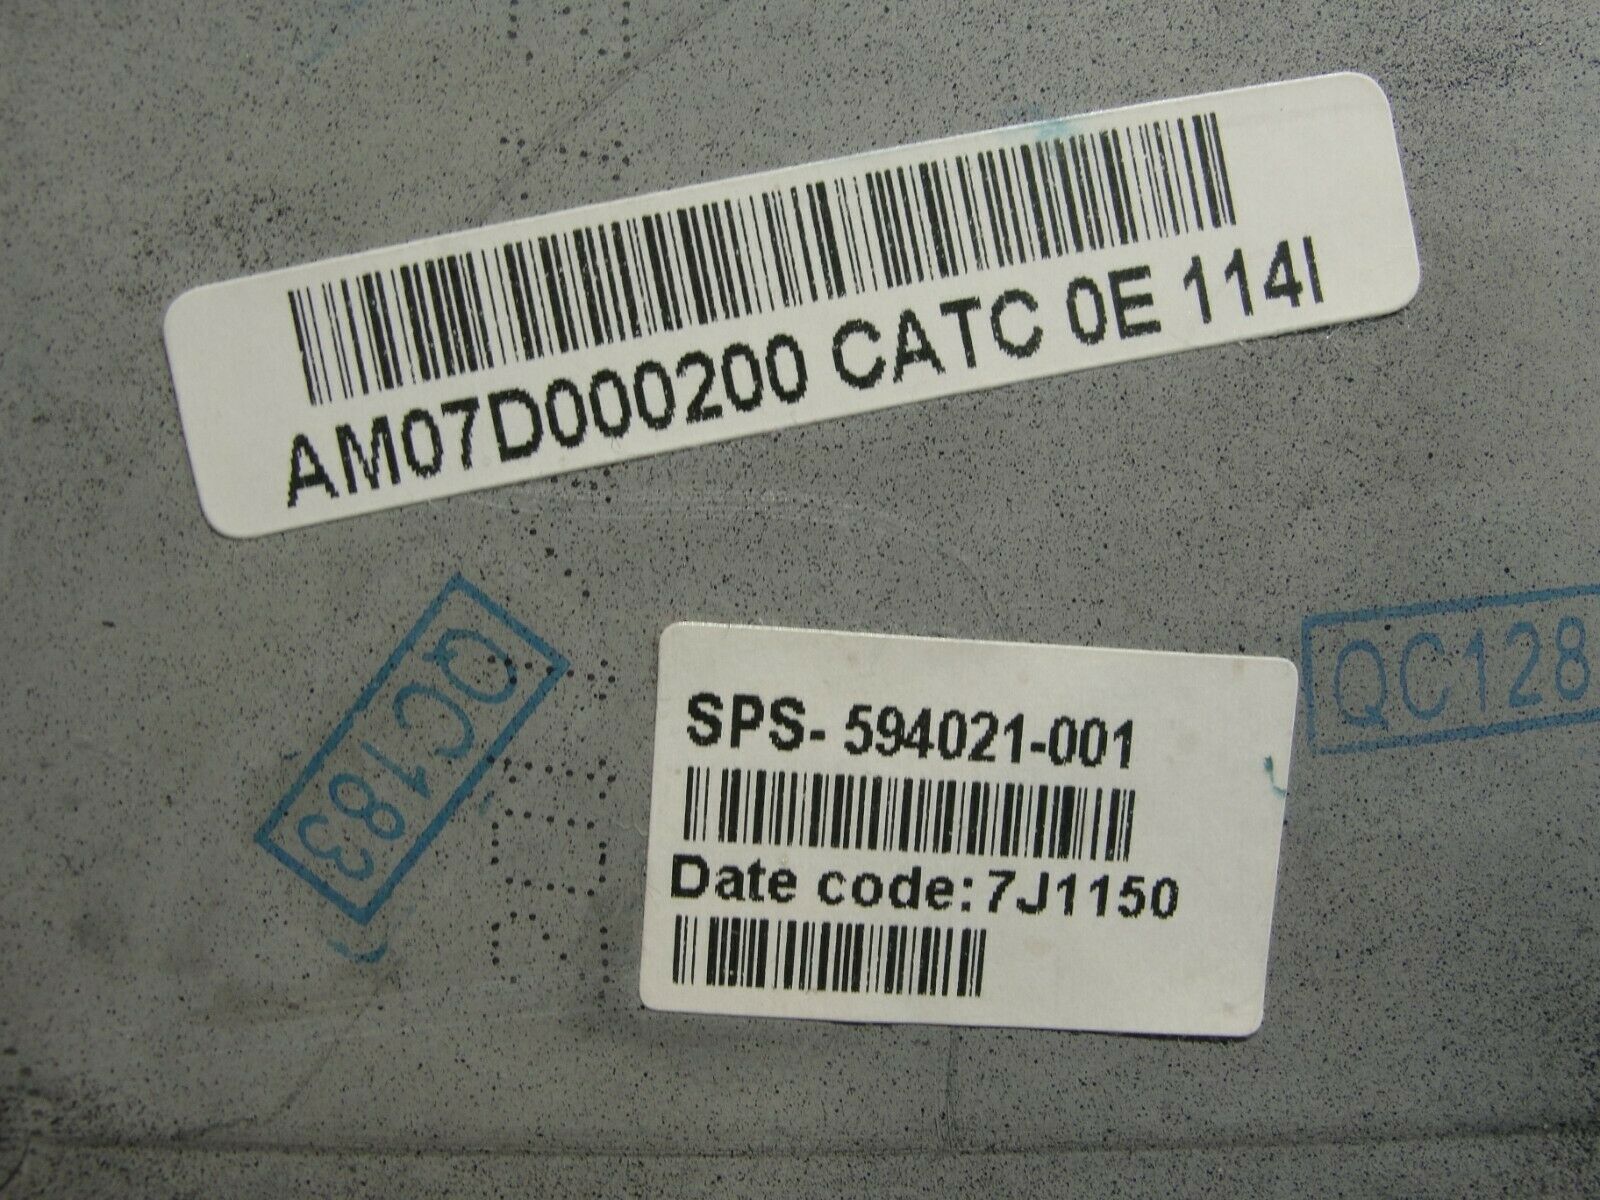 AM07D000200 CATC 0E 114I
QC183
QC128
SPS- 594021-001
Date code: 7J1150